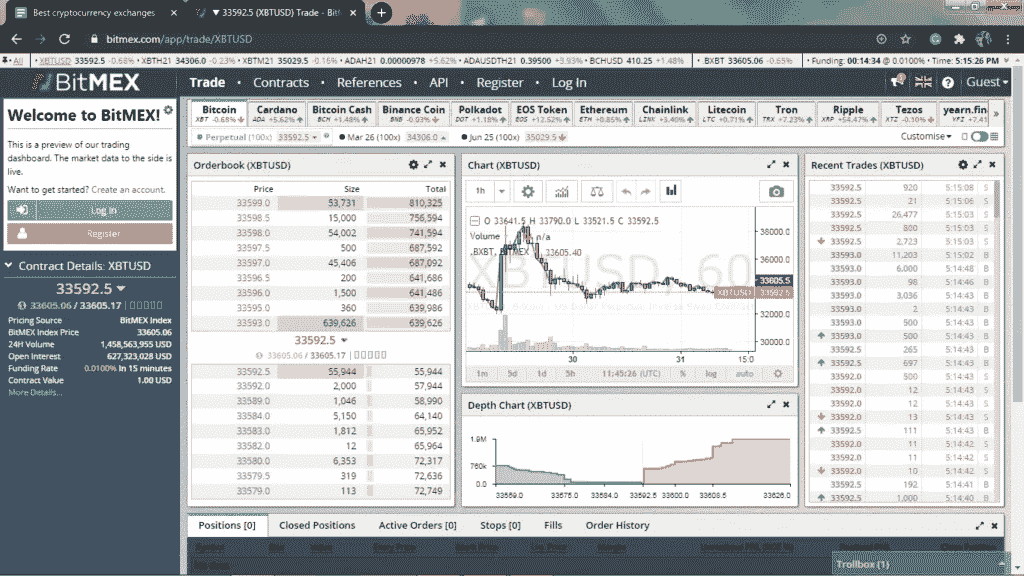 Best cryptocurrency exchanges
33592.5 (XBTUSD) Trade - Bit
bitmex.com/app/trade/XBTUSD
All XBTUSD 33592.5 -0.68% XBTH21 34306.0 -0.23% XBTM21 35029.5 -0.16% ADAH21 0.00000978 +5.62% ADAUSDTH21 0.39500 +3.93% BCHUSD 410.25 +1.48% .BXBT 33605.06 -0.65% Funding: 00:14:34 @ 0.0100% Time: 5:15:26 PM
BitMEX
Trade Contracts References API Register Log In
Guest
Welcome to BitMEX!
This is a preview of our trading
dashboard. The market data to the side is
live.
Want to get started? Create an account.
Log In
Register
Contract Details: XBTUSD
33592.5
33605.06 / 33605.17
Pricing Source BitMEX Index
BitMEX Index Price 33605.06
24H Volume 1,458,563,955 USD
Open Interest 627,323,028 USD
Funding Rate 0.0100% In 15 minutes
Contract Value 1.00 USD
More Details...
Bitcoin Cardano Bitcoin Cash Binance Coin Polkadot EOS Token Ethereum Chainlink Litecoin Tron Ripple Tezos yearn.fin
XBT -0.68% ADA +5.62% BCH +1.48% BNB -0.93% DOT +1.18% EOS +12.52% ETH +0.85% LINK +3.40% LTC +0.71% TRX +7.23% XRP +54.47% XTZ -0.10% YFI +7.41
Perpetual (100x) 33592.5 Mar 26 (100x) 34306.0 Jun 25 (100x) 35029.5
Customise
Orderbook (XBTUSD)
Price Size Total
33599.0 53,731 810,325
33598.5 15,000 756,594
33598.0 54,002 741,594
33597.5 500 687,592
33597.0 45,406 687,092
33596.5 200 641,686
33596.0 1,500 641,486
33595.0 360 639,986
33593.0 639,626 639,626
33592.5
33605.06 / 33605.17
33592.5 55,944 55,944
33592.0 2,000 57,944
33589.0 1,046 58,990
33584.0 5,150 64,140
33583.0 1,812 65,952
33582.0 12 65,964
33580.0 6,353 72,317
33579.5 319 72,636
33579.0 113 72,749
Chart (XBTUSD)
1h
O 33641.5 H 33790.0 L 33521.5 C 33592.5
Volume n/a
.BXBT, BITMEX 33605.40
XBTUSD, 60
38000.0
36000.0
33605.5
XBTUSD 33592.5
32000.0
30000.0
30 31 15:0
1m 5d 1d 5h 11:45:26 (UTC) % log auto
Depth Chart (XBTUSD)
1.9M
760k
0.0
33626.0
Recent Trades (XBTUSD)
33592.5 920 5:15:08 S
33592.5 21 5:15:06 S
33592.5 26,477 5:15:03 S
33592.5 800 5:15:03 S
33592.5 2,723 5:15:03 S
33593.0 11,203 5:15:02 B
33593.0 6,000 5:14:48 B
33593.0 98 5:14:46 B
33593.0 3,036 5:14:43 B
33593.0 2 5:14:43 B
33593.0 500 5:14:43 B
33592.5 265 5:14:43 B
33592.5 697 5:14:43 B
33592.0 500 5:14:43 S
33592.0 12 5:14:43 S
33592.0 13 5:14:43 S
33592.5 111 5:14:43 B
33592.0 11 5:14:42 S
33592.0 11 5:14:42 S
33592.0 10 5:14:42 S
33592.5 192 5:14:41 B
33592.5 1,000 5:14:40 B
Positions [0] Closed Positions Active Orders [0] Stops [0] Fills Order History
Trollbox (1)